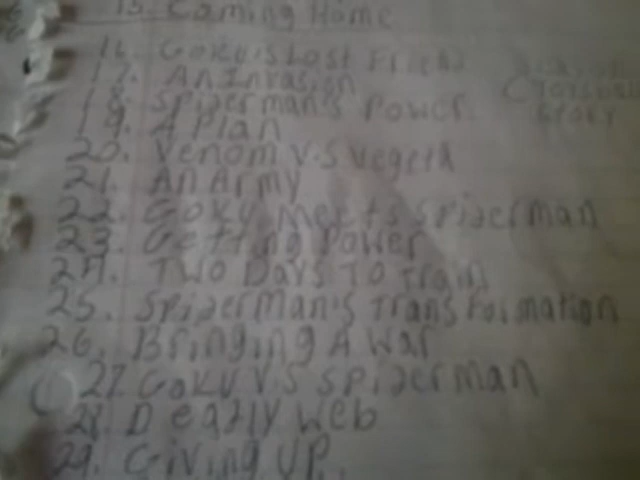 15. Coming Home
16. Goku's Lost
17. An Invasion
18. Spiderman's Power
19. A Plan
20. Venom V.S Vegeta
21. An Army
22. Goku meets Spiderman
23. Getting Power
24. Two Days To Train
25. Spiderman's Transformation
26. Bringing A War
27. Goku V.S Spiderman
28. Deadly Web
29. Giving Up.